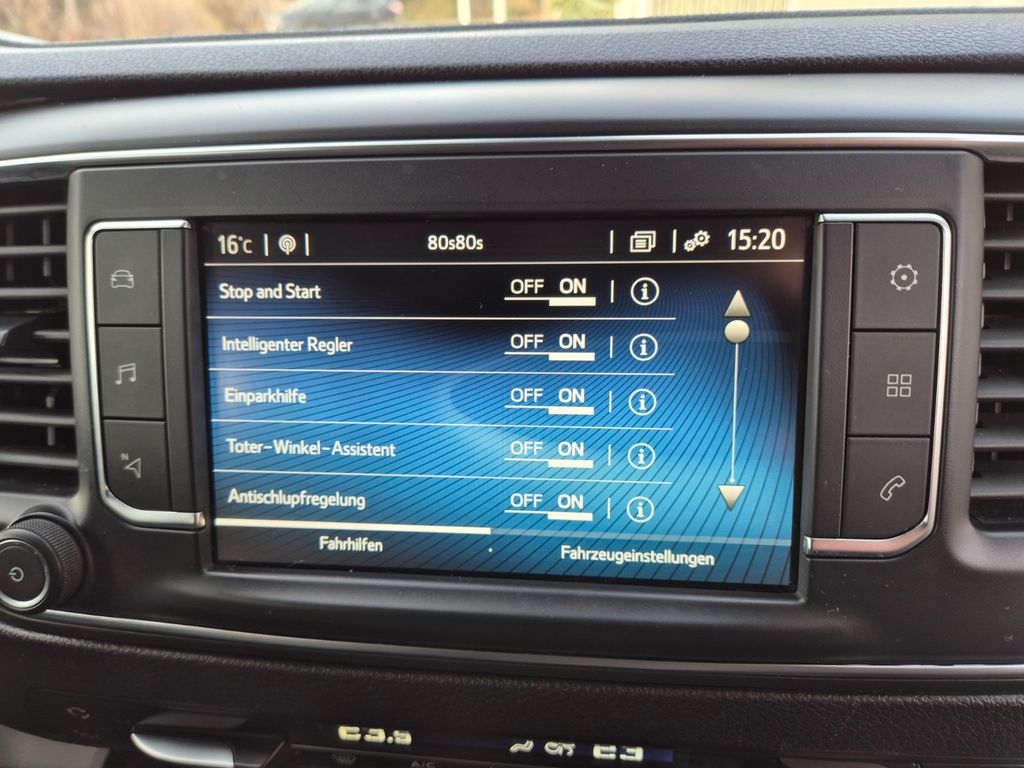 16°C 80s80s 15:20
Stop and Start OFF ON
Intelligenter Regler OFF ON
Einparkhilfe OFF ON
Toter-Winkel-Assistent OFF ON
Antischlupfregelung OFF ON
Fahrhilfen Fahrzeugeinstellungen
N
A/C